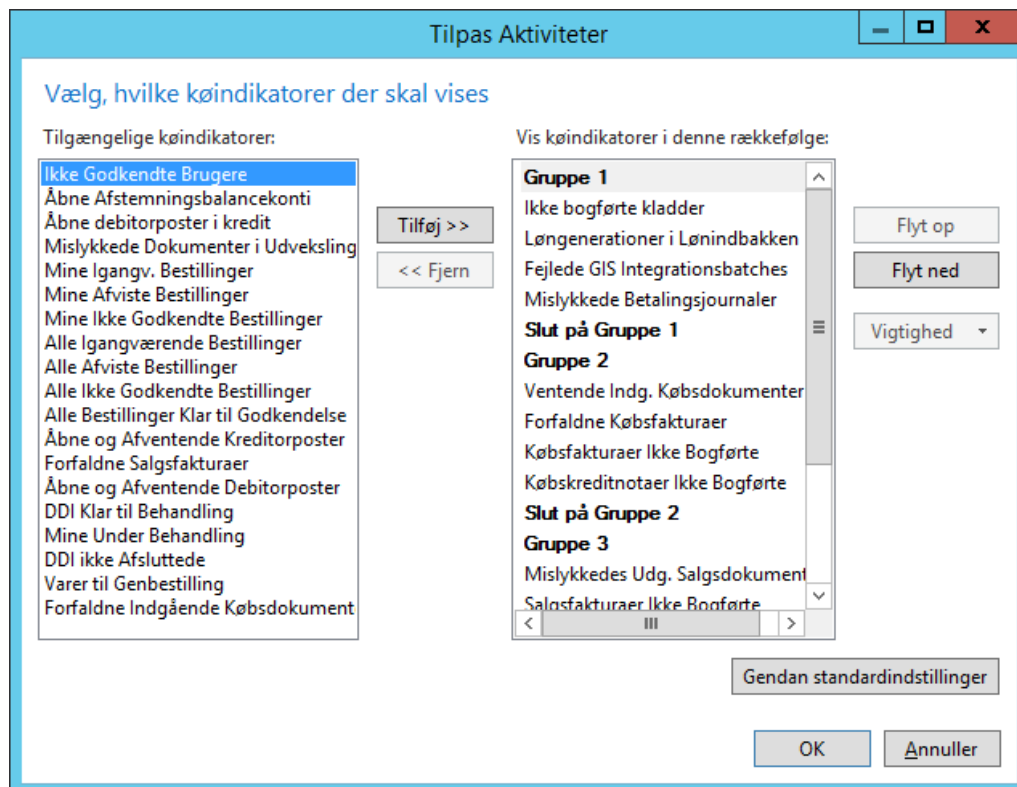 Tilpas Aktiviteter
Vælg, hvilke køindikatorer der skal vises
Tilgængelige køindikatorer:
Ikke Godkendte Brugere
Åbne Afstemningsbalancekonti
Åbne debitorposter i kredit
Mislykkede Dokumenter i Udveksling
Mine Igangv. Bestillinger
Mine Afviste Bestillinger
Mine Ikke Godkendte Bestillinger
Alle Igangværende Bestillinger
Alle Afviste Bestillinger
Alle Ikke Godkendte Bestillinger
Alle Bestillinger Klar til Godkendelse
Åbne og Afventende Kreditorposter
Forfaldne Salgsfakturaer
Åbne og Afventende Debitorposter
DDI Klar til Behandling
Mine Under Behandling
DDI ikke Afsluttede
Varer til Genbestilling
Forfaldne Indgående Købsdokument
Tilføj >>
<< Fjern
Vis køindikatorer i denne rækkefølge:
Gruppe 1
Ikke bogførte kladder
Løngenerationer i Lønindbakken
Fejlede GIS Integrationsbatches
Mislykkede Betalingsjournaler
Slut på Gruppe 1
Gruppe 2
Ventende Indg. Købsdokumenter
Forfaldne Købsfakturaer
Købsfakturaer Ikke Bogførte
Købskreditnotaer Ikke Bogførte
Slut på Gruppe 2
Gruppe 3
Mislykkedes Udg. Salgsdokument
Salgsfakturaer Ikke Bogførte
Flyt op
Flyt ned
Vigtighed
Gendan standardindstillinger
OK
Annuller